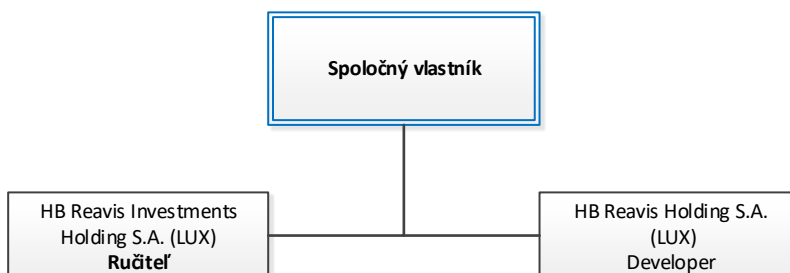 Spoločný vlastník
HB Reavis Investments
Holding S.A. (LUX)
Ručiteľ
HB Reavis Holding S.A.
(LUX)
Developer